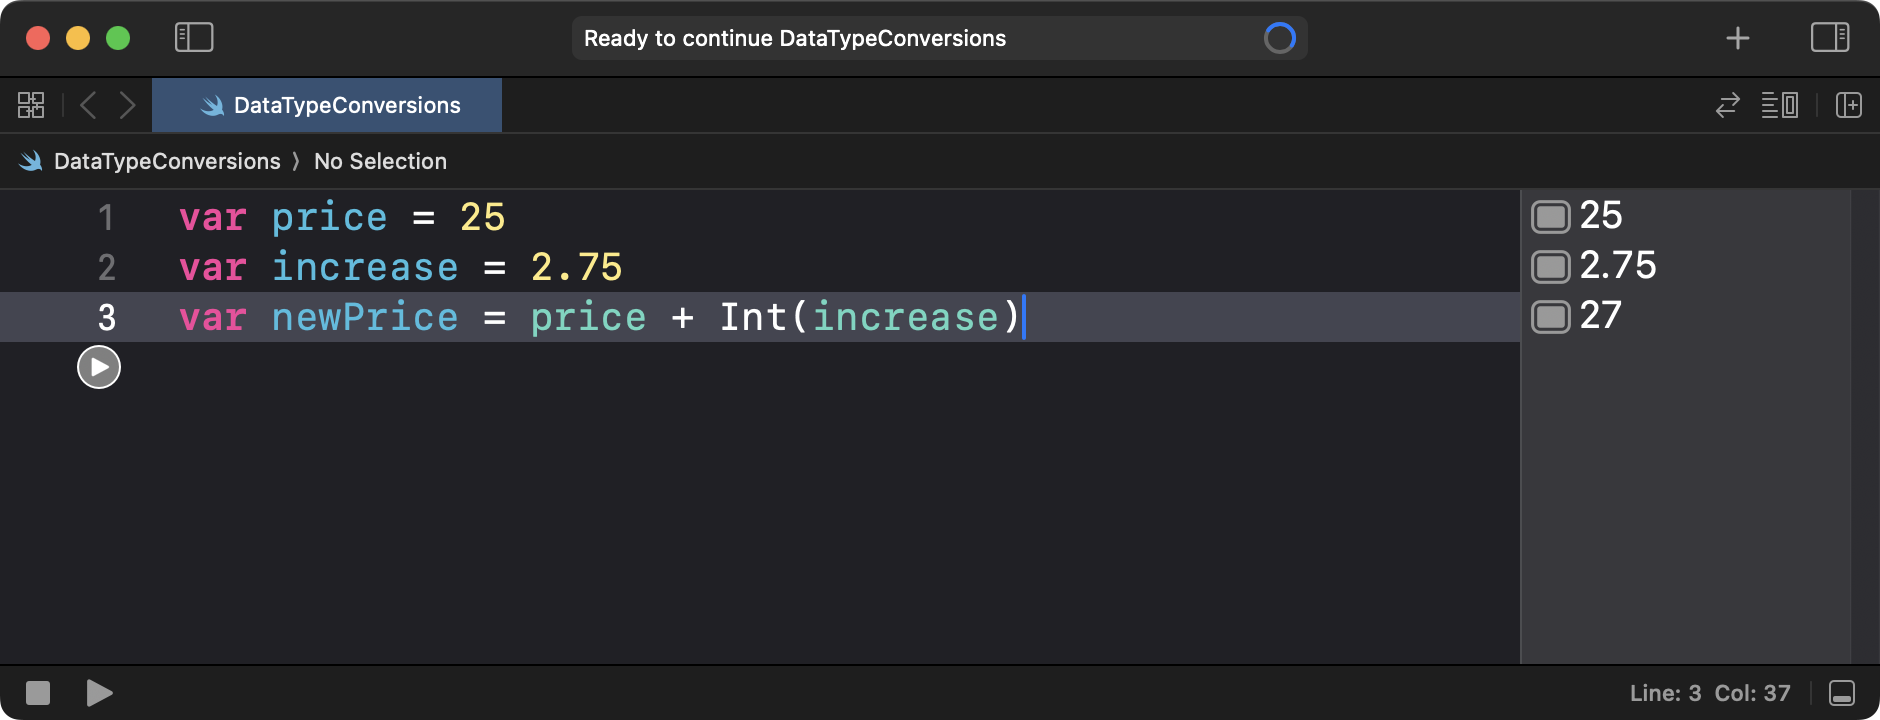 Ready to continue DataTypeConversions
DataTypeConversions
DataTypeConversions 〉 No Selection
1 var price = 25
25
2 var increase = 2.75
2.75
3 var newPrice = price + Int(increase)
27
Line: 3 Col: 37